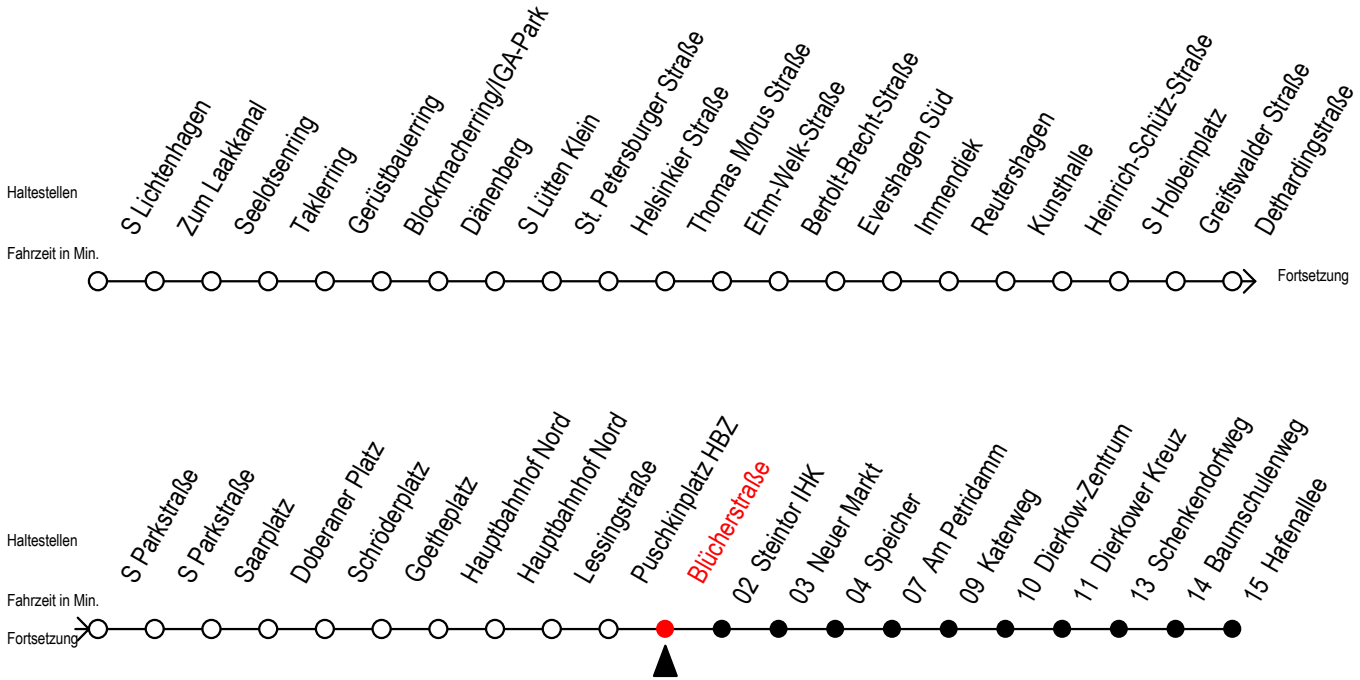 Haltestellen
S Lichtenhagen
Zum Laakkanal
Seelotsenring
Taklerring
Gerüstbauerring
Blockmacherring/IGA-Park
Dänenberg
S Lütten Klein
St. Petersburger Straße
Helsinkier Straße
Thomas Morus Straße
Ehm-Welk-Straße
Bertolt-Brecht-Straße
Evershagen Süd
Immendiek
Reutershagen
Kunsthalle
Heinrich-Schütz-Straße
S Holbeinplatz
Greifswalder Straße
Dethardingstraße
Fahrzeit in Min.
Fortsetzung
Haltestellen
S Parkstraße
S Parkstraße
Saarplatz
Doberaner Platz
Schröderplatz
Goetheplatz
Hauptbahnhof Nord
Hauptbahnhof Nord
Lessingstraße
Puschkinplatz HBZ
Blücherstraße
02 Steintor IHK
03 Neuer Markt
04 Speicher
07 Am Petridamm
09 Katenweg
10 Dierkow-Zentrum
11 Dierkower Kreuz
13 Schenkendorfweg
14 Baumschulenweg
15 Hafenallee
Fahrzeit in Min.
Fortsetzung